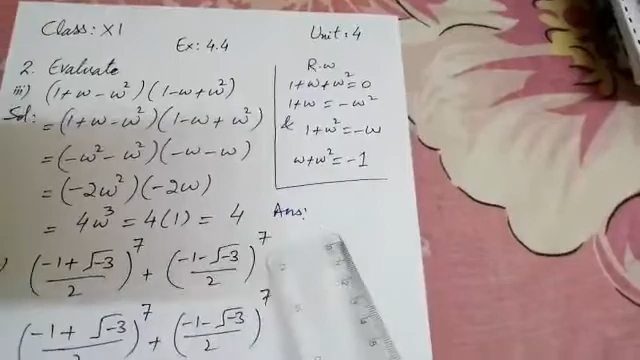 Class: XI
Ex: 4.4
Unit: 4
2. Evaluate
iii) (1+ω-ω²)(1-ω+ω²)
Sol: = (1+ω-ω²)(1-ω+ω²)
= (-ω²-ω²)(-ω-ω)
= (-2ω²)(-2ω)
= 4ω³ = 4(1) = 4 Ans:
R.w
1+ω+ω²=0
1+ω=-ω²
& 1+ω²=-ω
ω+ω²=-1
((-1+√-3)/2)⁷ + ((-1-√-3)/2)⁷
((-1+√-3)/2)⁷ + ((-1-√-3)/2)⁷